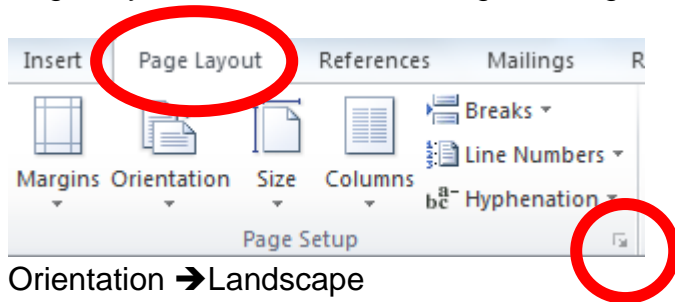 Insert Page Layout References Mailings R
Breaks
Line Numbers
Margins Orientation Size Columns
Hyphenation
Page Setup
Orientation ➔Landscape